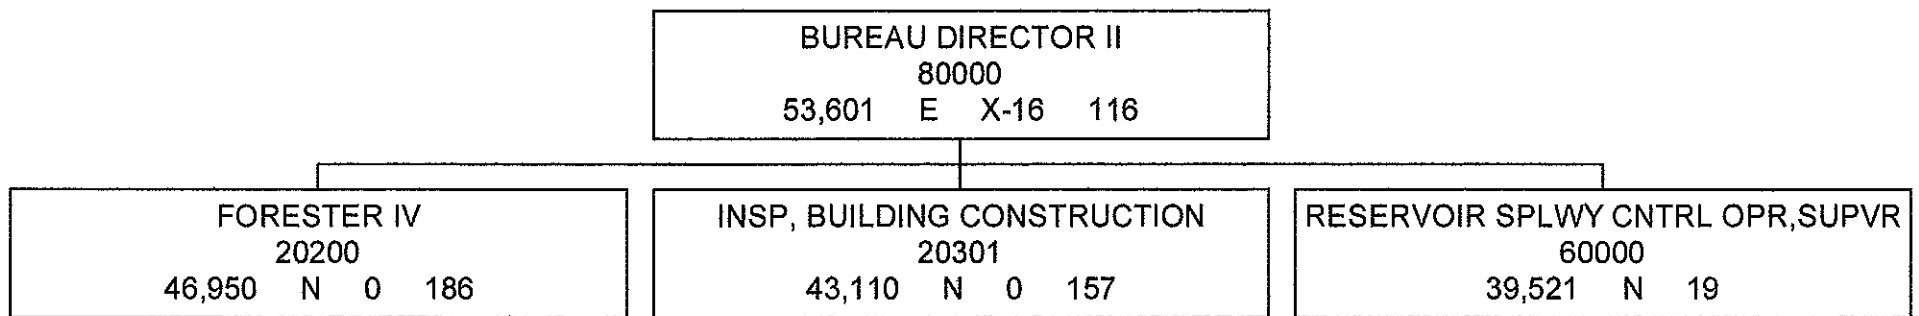 BUREAU DIRECTOR II
80000
53,601 E X-16 116
FORESTER IV
20200
46,950 N 0 186
INSP, BUILDING CONSTRUCTION
20301
43,110 N 0 157
RESERVOIR SPLWY CNTRL OPR,SUPVR
60000
39,521 N 19